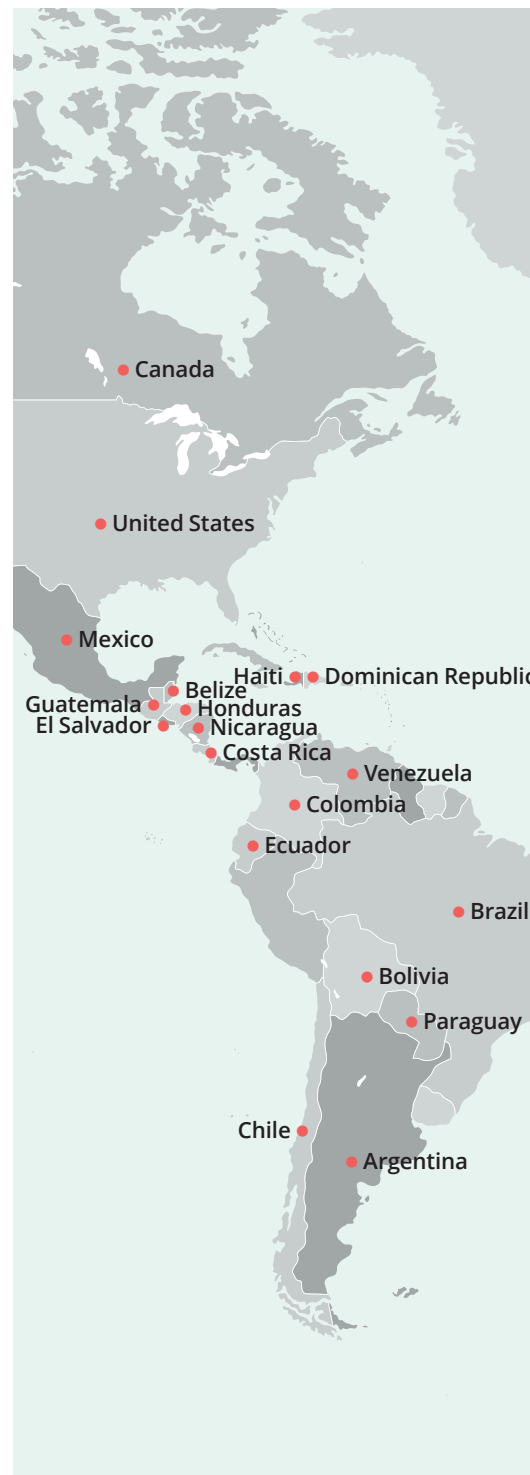 Canada
United States
Mexico
Haiti
Dominican Republic
Belize
Guatemala
Honduras
El Salvador
Nicaragua
Costa Rica
Venezuela
Colombia
Ecuador
Brazil
Bolivia
Paraguay
Chile
Argentina